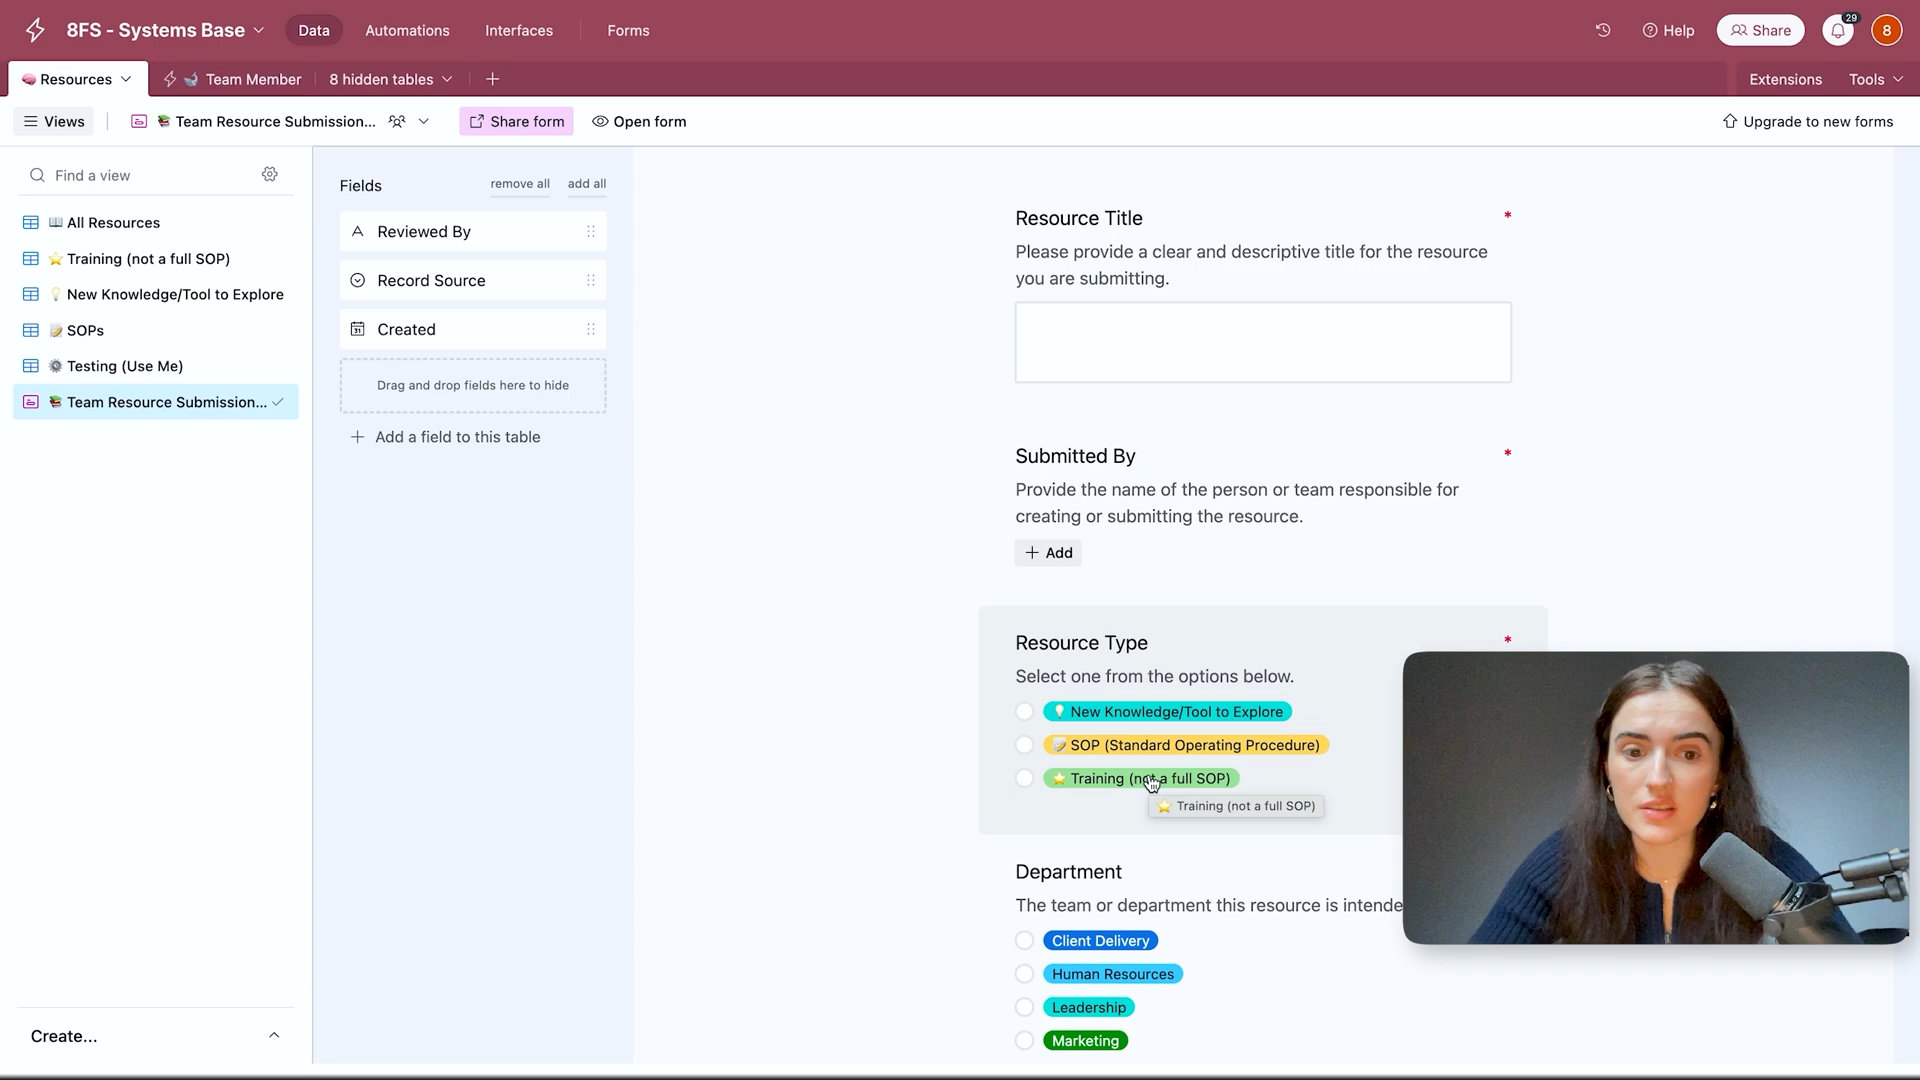 8FS - Systems Base
Data
Automations
Interfaces
Forms
Help
Share
29
8
Resources
Team Member
8 hidden tables
Extensions
Tools
Views
Team Resource Submission...
Share form
Open form
Upgrade to new forms
Find a view
All Resources
Training (not a full SOP)
New Knowledge/Tool to Explore
SOPs
Testing (Use Me)
Team Resource Submission...
Create...
Fields
remove all
add all
Reviewed By
Record Source
Created
Drag and drop fields here to hide
Add a field to this table
Resource Title *
Please provide a clear and descriptive title for the resource
you are submitting.
Submitted By *
Provide the name of the person or team responsible for
creating or submitting the resource.
Add
Resource Type *
Select one from the options below.
New Knowledge/Tool to Explore
SOP (Standard Operating Procedure)
Training (not a full SOP)
Training (not a full SOP)
Department
The team or department this resource is intende
Client Delivery
Human Resources
Leadership
Marketing